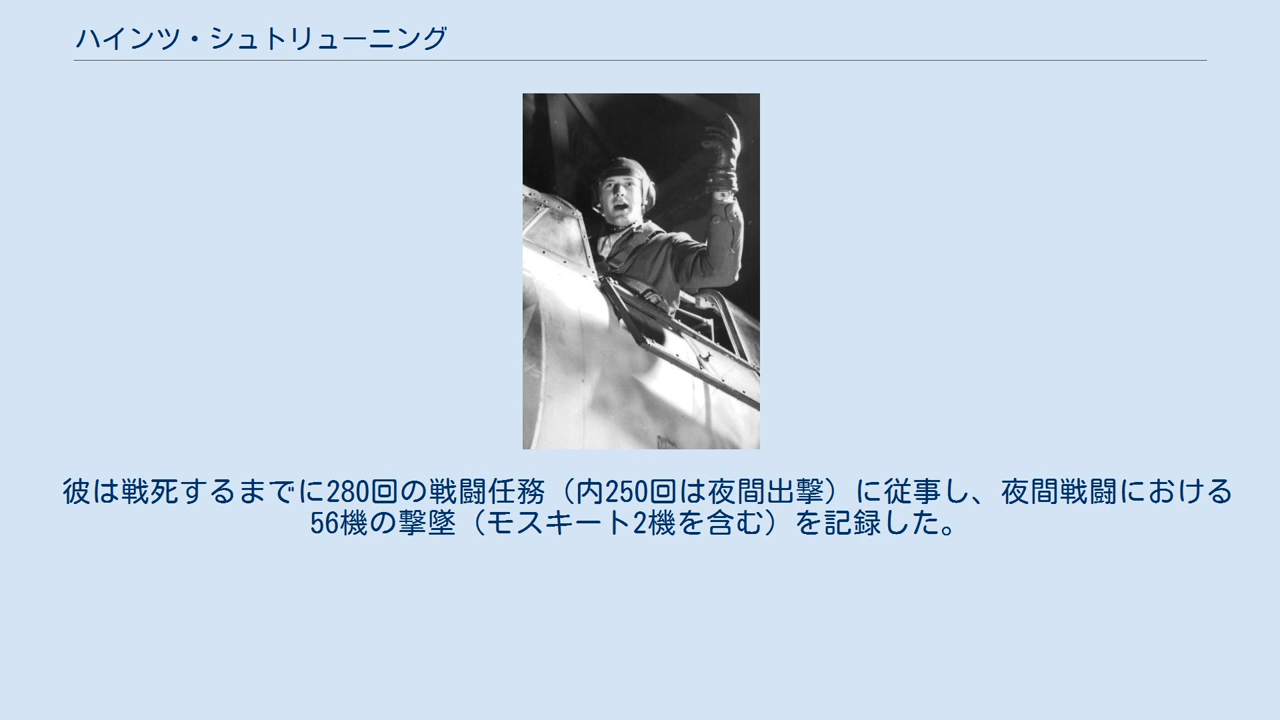 ハインツ・シュトリューニング
彼は戦死するまでに280回の戦闘任務（内250回は夜間出撃）に従事し、夜間戦闘における
56機の撃墜（モスキート2機を含む）を記録した。